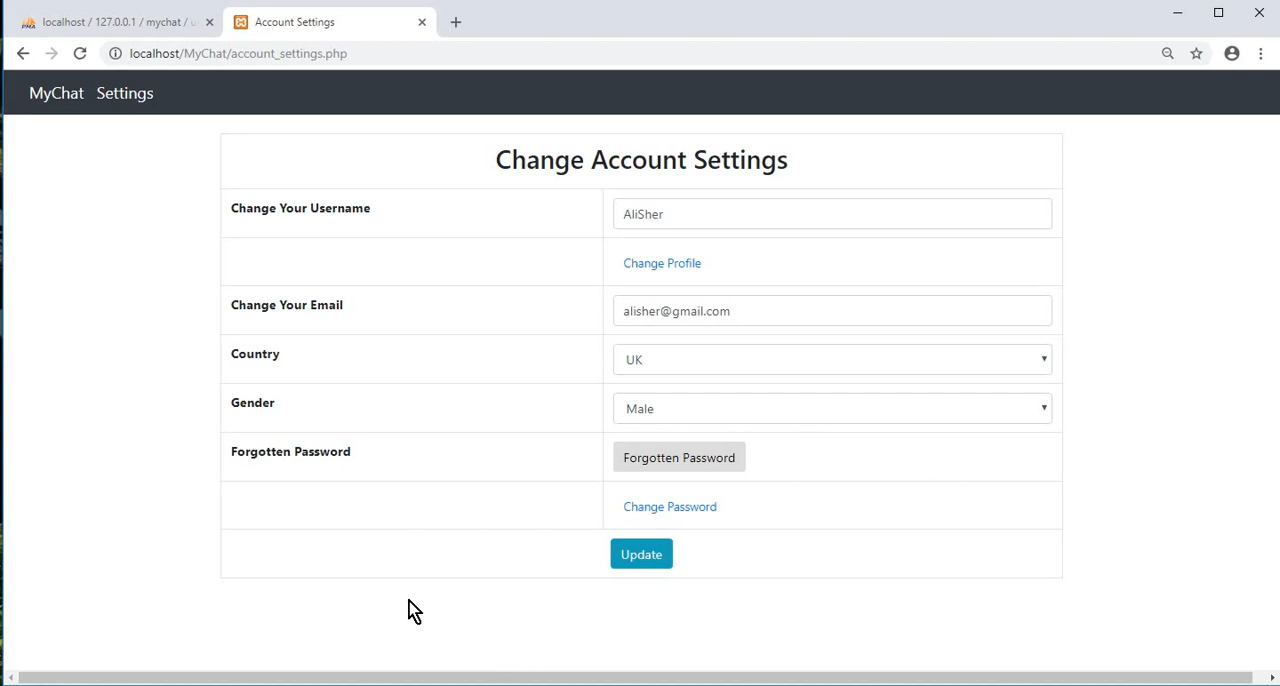 localhost / 127.0.0.1 / mychat /
Account Settings
localhost/MyChat/account_settings.php
MyChat Settings
Change Account Settings
Change Your Username
AliSher
Change Profile
Change Your Email
alisher@gmail.com
Country
UK
Gender
Male
Forgotten Password
Forgotten Password
Change Password
Update